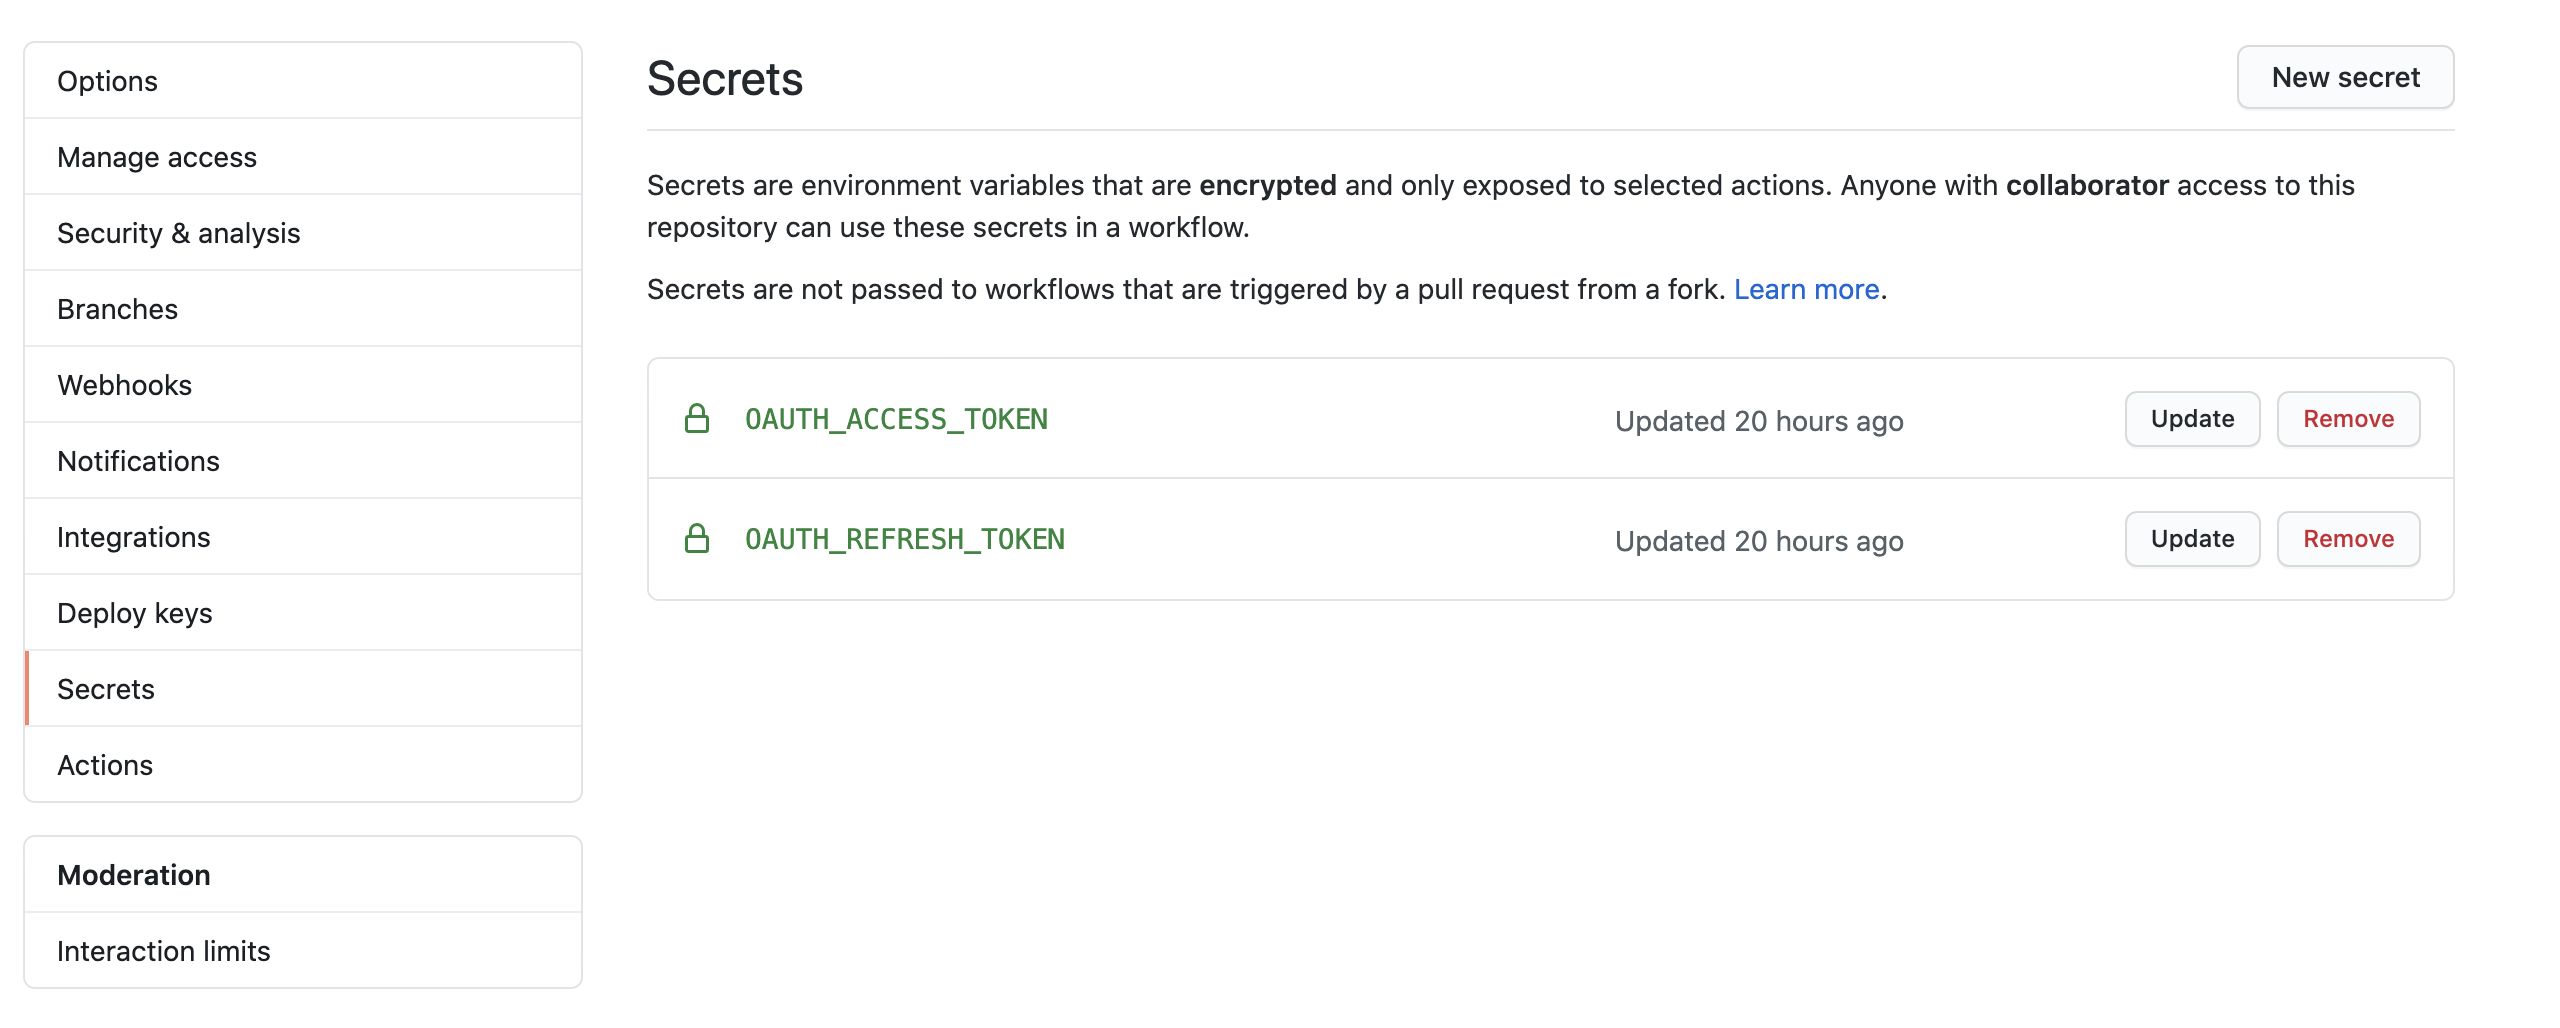 Options
Manage access
Security & analysis
Branches
Webhooks
Notifications
Integrations
Deploy keys
Secrets
Actions
Moderation
Interaction limits
Secrets
New secret
Secrets are environment variables that are encrypted and only exposed to selected actions. Anyone with collaborator access to this
repository can use these secrets in a workflow.
Secrets are not passed to workflows that are triggered by a pull request from a fork. Learn more.
OAUTH_ACCESS_TOKEN Updated 20 hours ago Update Remove
OAUTH_REFRESH_TOKEN Updated 20 hours ago Update Remove